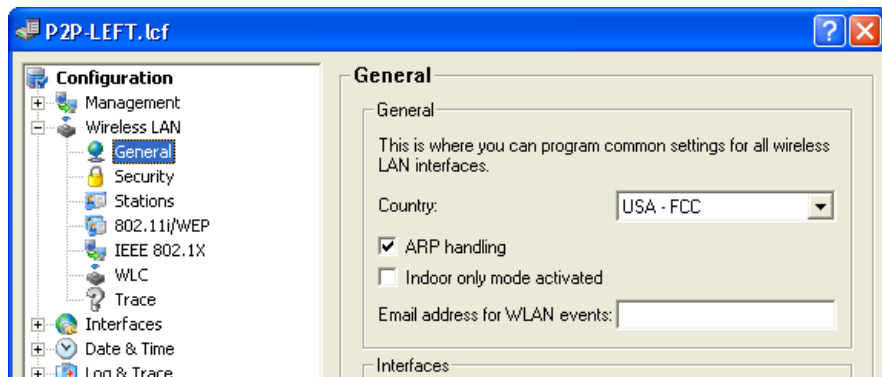 P2P-LEFT.lcf
Configuration
Management
Wireless LAN
General
Security
Stations
802.11i/WEP
IEEE 802.1X
WLC
Trace
Interfaces
Date & Time
Log & Trace
General
General
This is where you can program common settings for all wireless
LAN interfaces.
Country: USA - FCC
ARP handling
Indoor only mode activated
Email address for WLAN events:
Interfaces